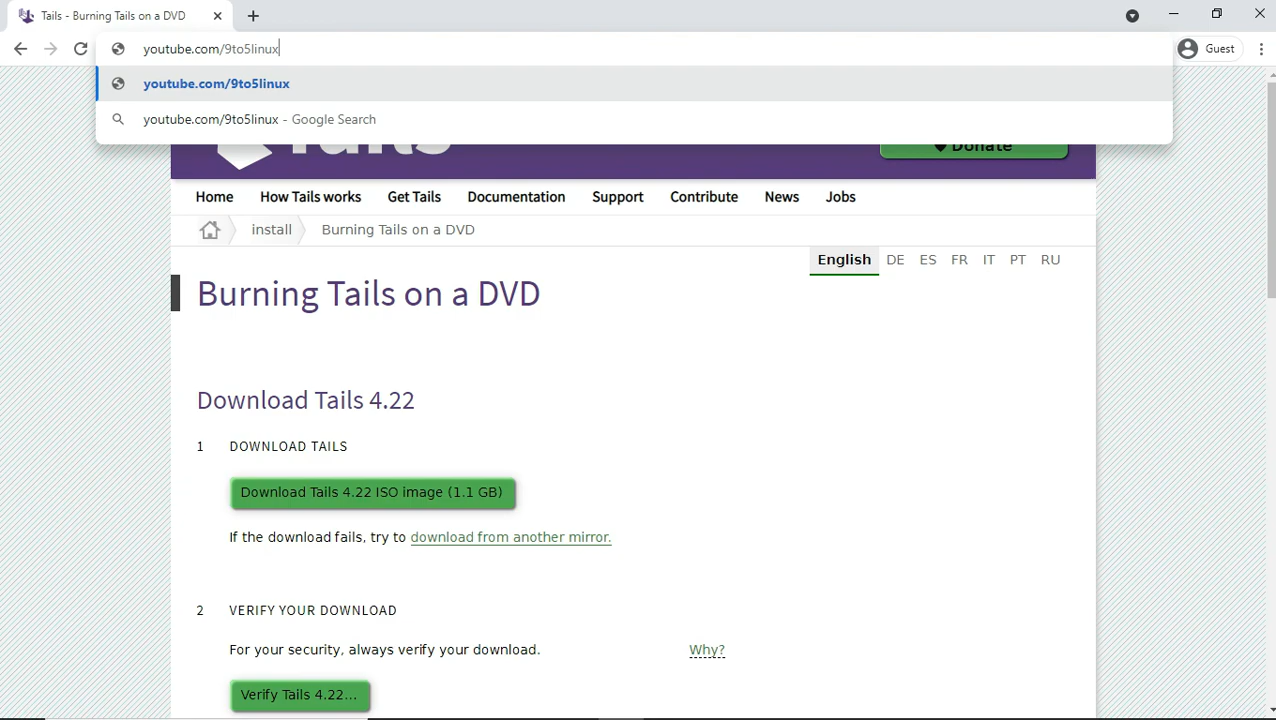 Tails - Burning Tails on a DVD
youtube.com/9to5linux
Guest
youtube.com/9to5linux
youtube.com/9to5linux - Google Search
Tails
Donate
Home How Tails works Get Tails Documentation Support Contribute News Jobs
install Burning Tails on a DVD
English DE ES FR IT PT RU
Burning Tails on a DVD
Download Tails 4.22
1 DOWNLOAD TAILS
Download Tails 4.22 ISO image (1.1 GB)
If the download fails, try to download from another mirror.
2 VERIFY YOUR DOWNLOAD
For your security, always verify your download. Why?
Verify Tails 4.22...